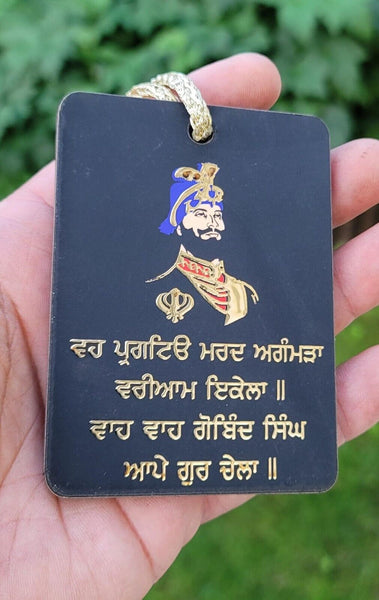 ਵਹ ਪ੍ਰਗਟਿਓ ਮਰਦ ਅਗੰਮੜਾ
ਵਰੀਆਮ ਇਕੇਲਾ ॥
ਵਾਹ ਵਾਹ ਗੋਬਿੰਦ ਸਿੰਘ
ਆਪੇ ਗੁਰ ਚੇਲਾ ॥